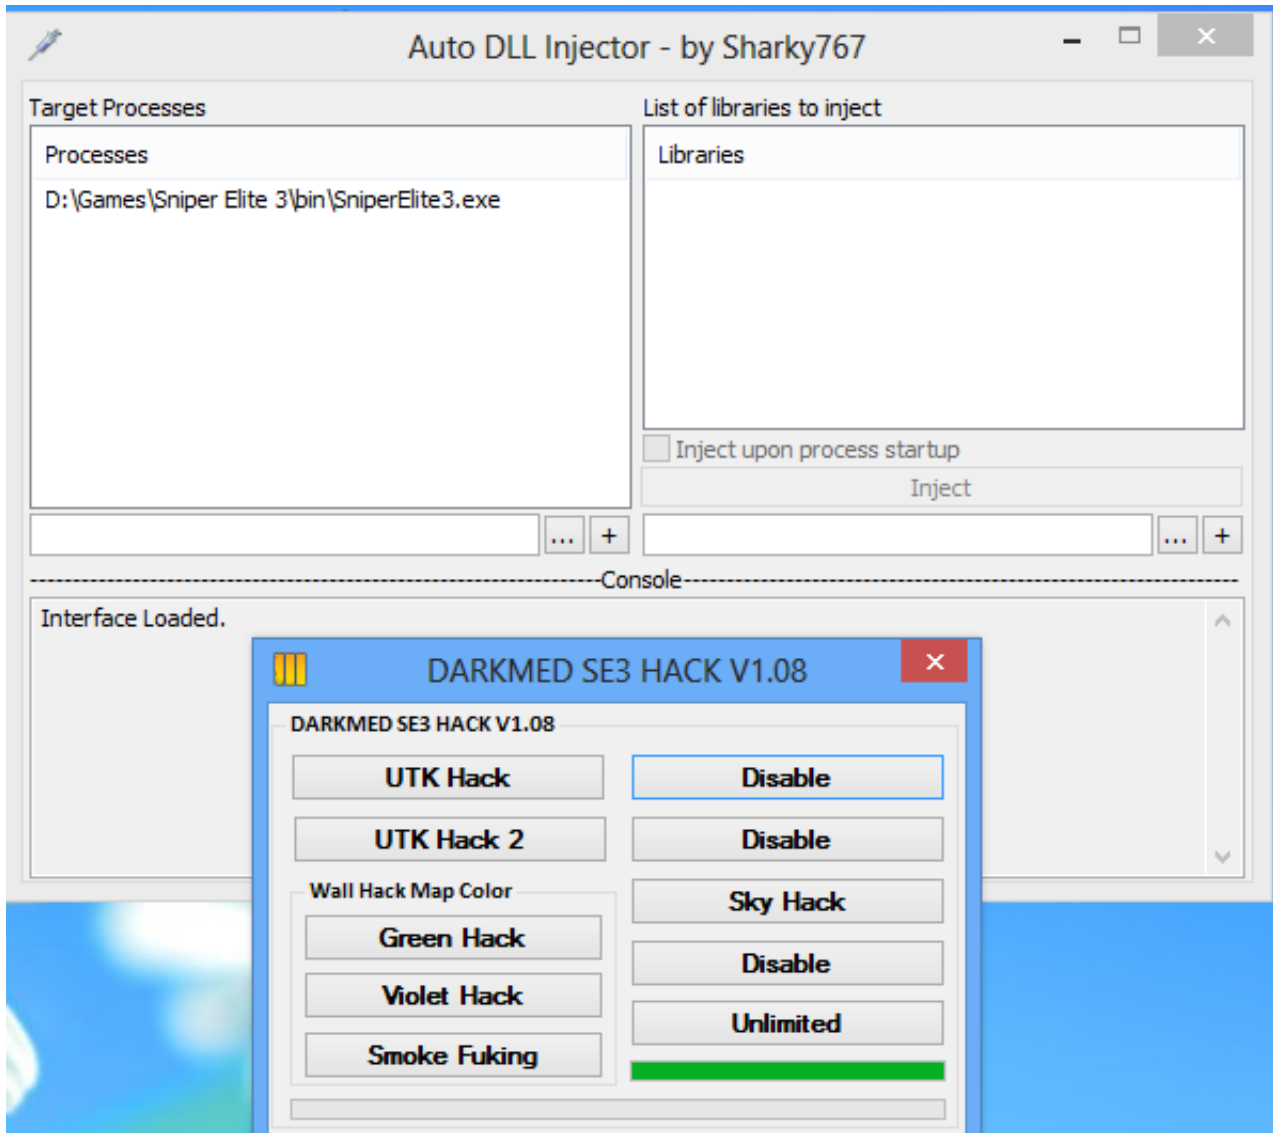 Auto DLL Injector - by Sharky767
Target Processes
Processes
D:\Games\Sniper Elite 3\bin\SniperElite3.exe
... +
List of libraries to inject
Libraries
Inject upon process startup
Inject
... +
-Console-
Interface Loaded.
DARKMED SE3 HACK V1.08
DARKMED SE3 HACK V1.08
UTK Hack
Disable
UTK Hack 2
Disable
Wall Hack Map Color
Green Hack
Violet Hack
Smoke Fuking
Sky Hack
Disable
Unlimited